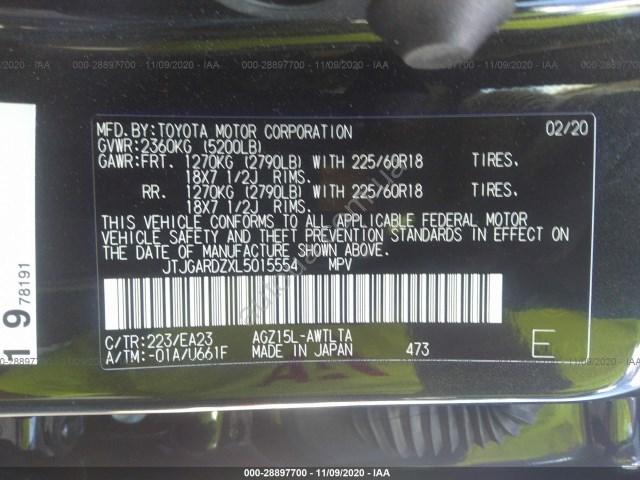 000-28897700 - 11/09/2020 - IAA
MFD.BY:TOYOTA MOTOR CORPORATION 02/20
GVWR:2360KG (5200LB)
GAWR:FRT. 1270KG (2790LB) WITH 225/60R18 TIRES.
18X7 1/2J RIMS.
RR. 1270KG (2790LB) WITH 225/60R18 TIRES.
18X7 1/2J RIMS.
THIS VEHICLE CONFORMS TO ALL APPLICABLE FEDERAL MOTOR
VEHICLE SAFETY AND THEFT PREVENTION STANDARDS IN EFFECT ON
THE DATE OF MANUFACTURE SHOWN ABOVE.
JTJGARDZXL5015554 MPV
C/TR:223/EA23 AGZ15L-AWTLTA
A/TM:-01A/U661F MADE IN JAPAN 473 E
19 78191
000-28897700 - 11/09/2020 - IAA